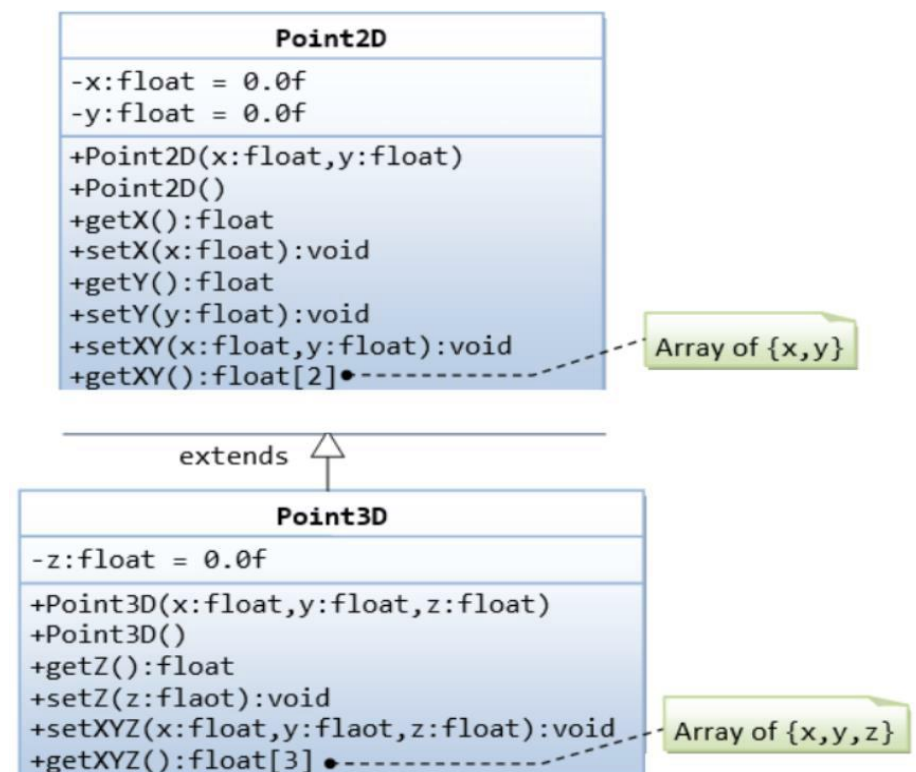 Point2D
-x:float = 0.0f
-y:float = 0.0f
+Point2D(x:float,y:float)
+Point2D()
+getX():float
+setX(x:float):void
+getY():float
+setY(y:float):void
+setXY(x:float,y:float):void
+getXY():float[2]
Array of {x,y}
extends
Point3D
-z:float = 0.0f
+Point3D(x:float,y:float,z:float)
+Point3D()
+getZ():float
+setZ(z:flaot):void
+setXYZ(x:float,y:flaot,z:float):void
+getXYZ():float[3]
Array of {x,y,z}